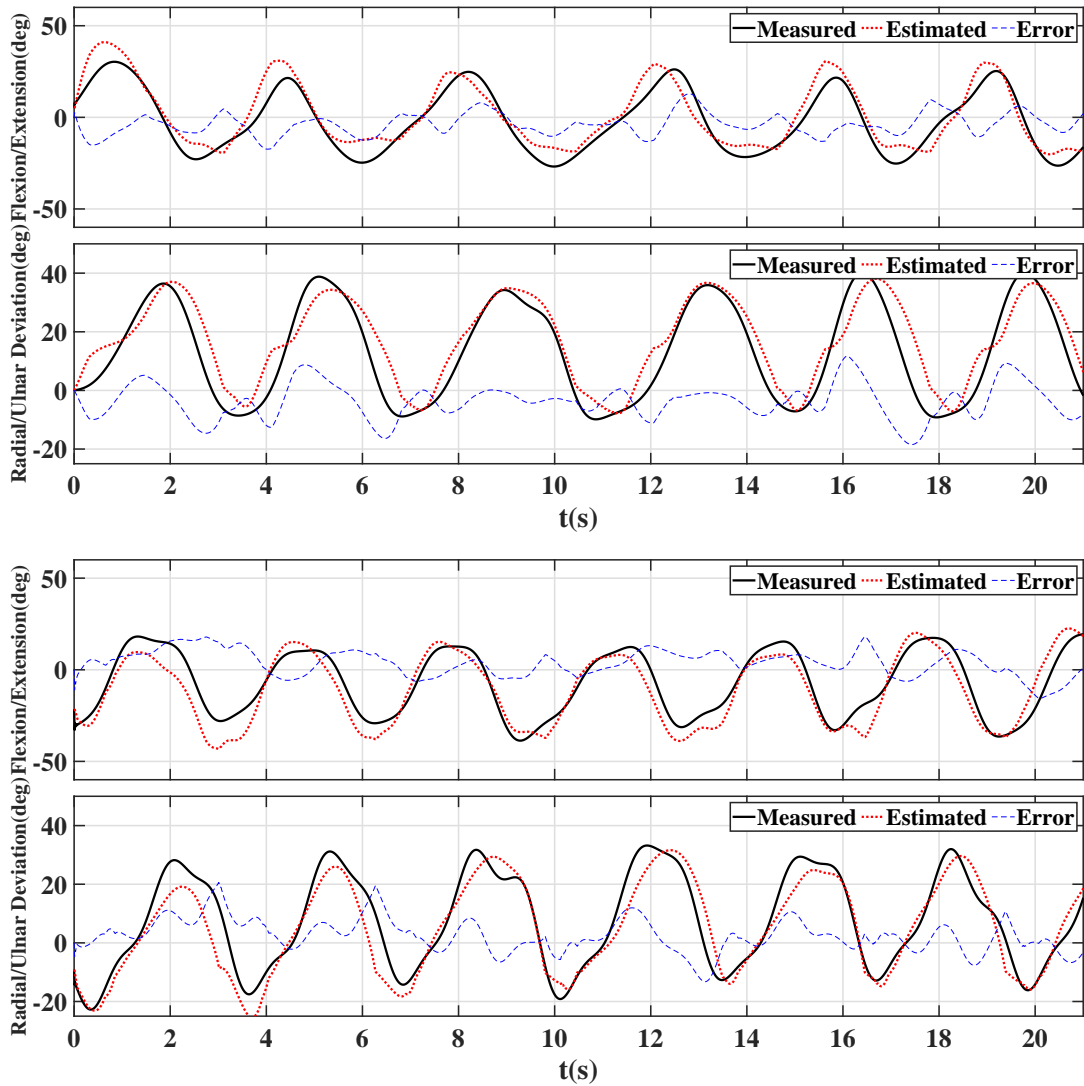 Flexion/Extension(deg)
50
0
-50
Measured Estimated Error
Radial/Ulnar Deviation(deg)
40
20
0
-20
Measured Estimated Error
0 2 4 6 8 10 12 14 16 18 20
t(s)
Flexion/Extension(deg)
50
0
-50
Measured Estimated Error
Radial/Ulnar Deviation(deg)
40
20
0
-20
Measured Estimated Error
0 2 4 6 8 10 12 14 16 18 20
t(s)